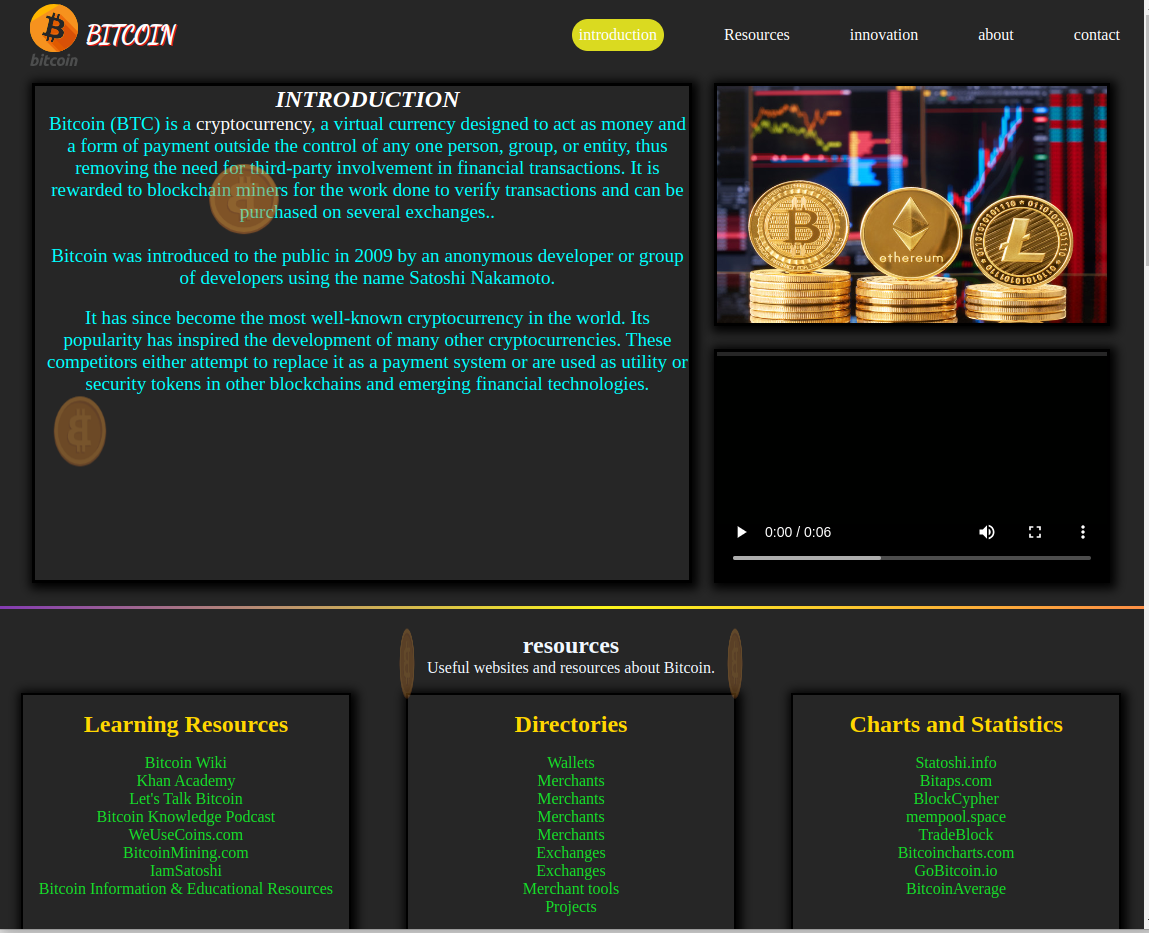 BITCOIN
bitcoin
introduction
Resources
innovation
about
contact
INTRODUCTION
Bitcoin (BTC) is a cryptocurrency, a virtual currency designed to act as money and
a form of payment outside the control of any one person, group, or entity, thus
removing the need for third-party involvement in financial transactions. It is
rewarded to blockchain miners for the work done to verify transactions and can be
purchased on several exchanges..
Bitcoin was introduced to the public in 2009 by an anonymous developer or group
of developers using the name Satoshi Nakamoto.
It has since become the most well-known cryptocurrency in the world. Its
popularity has inspired the development of many other cryptocurrencies. These
competitors either attempt to replace it as a payment system or are used as utility or
security tokens in other blockchains and emerging financial technologies.
ethereum
0:00 / 0:06
resources
Useful websites and resources about Bitcoin.
Learning Resources
Bitcoin Wiki
Khan Academy
Let's Talk Bitcoin
Bitcoin Knowledge Podcast
WeUseCoins.com
BitcoinMining.com
IamSatoshi
Bitcoin Information & Educational Resources
Directories
Wallets
Merchants
Merchants
Merchants
Merchants
Exchanges
Exchanges
Merchant tools
Projects
Charts and Statistics
Statoshi.info
Bitaps.com
BlockCypher
mempool.space
TradeBlock
Bitcoincharts.com
GoBitcoin.io
BitcoinAverage